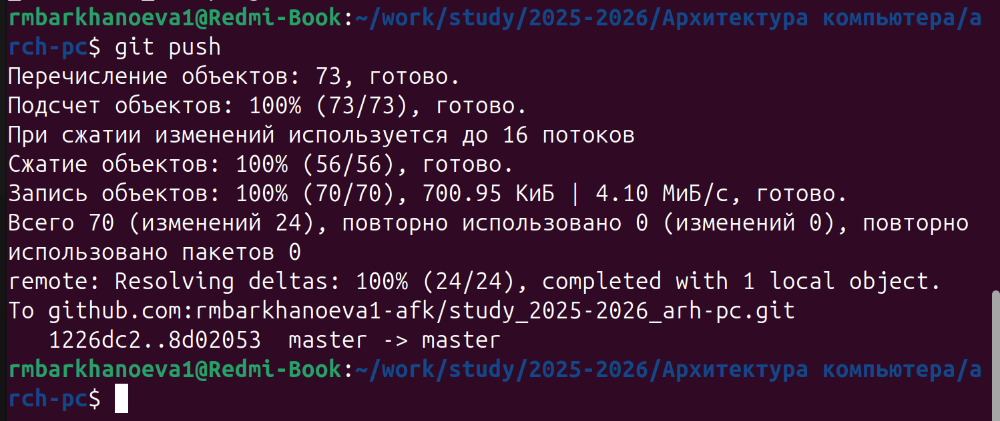 rmbarkhanoeva1@Redmi-Book:~/work/study/2025-2026/Архитектура компьютера/a
rch-pc$ git push
Перечисление объектов: 73, готово.
Подсчет объектов: 100% (73/73), готово.
При сжатии изменений используется до 16 потоков
Сжатие объектов: 100% (56/56), готово.
Запись объектов: 100% (70/70), 700.95 КиБ | 4.10 МиБ/с, готово.
Всего 70 (изменений 24), повторно использовано 0 (изменений 0), повторно
использовано пакетов 0
remote: Resolving deltas: 100% (24/24), completed with 1 local object.
To github.com:rmbarkhanoeva1-afk/study_2025-2026_arh-pc.git
   1226dc2..8d02053  master -> master
rmbarkhanoeva1@Redmi-Book:~/work/study/2025-2026/Архитектура компьютера/a
rch-pc$